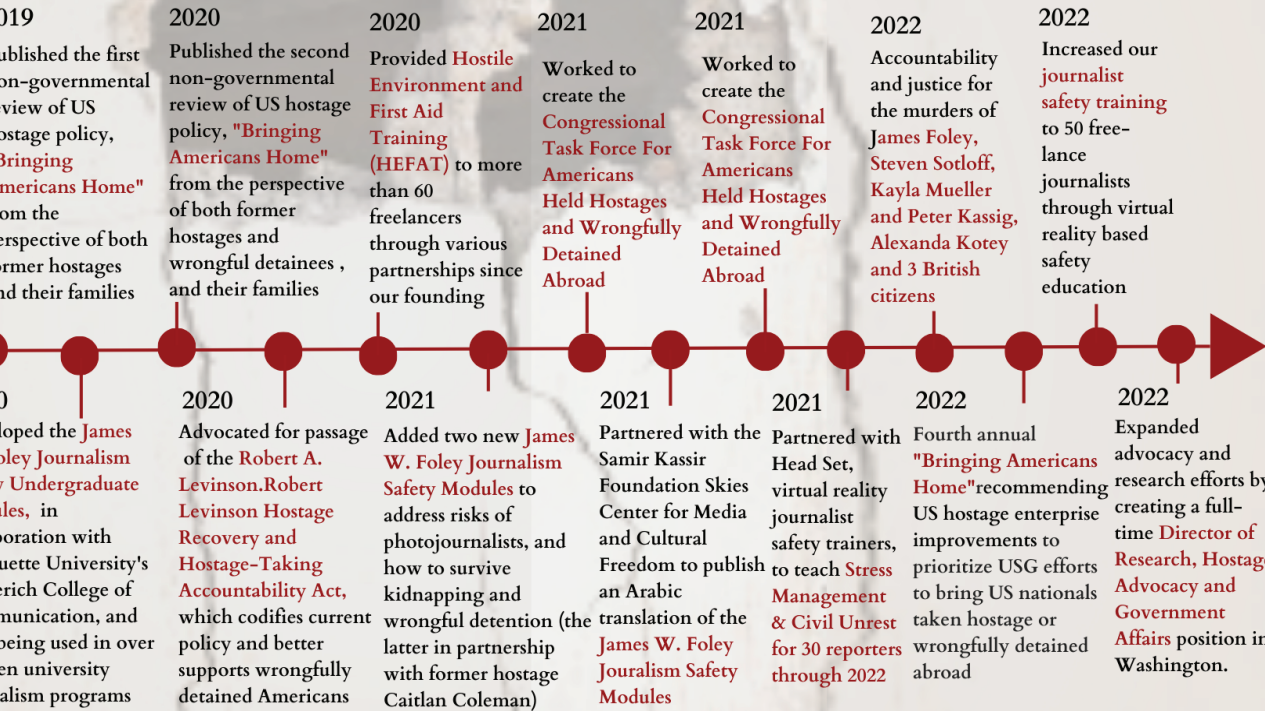 019
ublished the first
on-governmental
eview of US
ostage policy,
Bringing
mericans Home"
om the
erspective of both
ormer hostages
nd their families
2020
Published the second
non-governmental
review of US hostage
policy, "Bringing
Americans Home"
from the perspective
of both former
hostages and
wrongful detainees ,
and their families
2020
Provided Hostile
Environment and
First Aid
Training
(HEFAT) to more
than 60
freelancers
through various
partnerships since
our founding
2021
Worked to
create the
Congressional
Task Force For
Americans
Held Hostages
and Wrongfully
Detained
Abroad
2021
Worked to
create the
Congressional
Task Force For
Americans
Held Hostages
and Wrongfully
Detained
Abroad
2022
Accountability
and justice for
the murders of
James Foley,
Steven Sotloff,
Kayla Mueller
and Peter Kassig,
Alexanda Kotey
and 3 British
citizens
2022
Increased our
journalist
safety training
to 50 free-
lance
journalists
through virtual
reality based
safety
education
0
loped the James
oley Journalism
y Undergraduate
ules, in
boration with
uette University's
erich College of
munication, and
being used in over
en university
alism programs
2020
Advocated for passage
of the Robert A.
Levinson.Robert
Levinson Hostage
Recovery and
Hostage-Taking
Accountability Act,
which codifies current
policy and better
supports wrongfully
detained Americans
2021
Added two new James
W. Foley Journalism
Safety Modules to
address risks of
photojournalists, and
how to survive
kidnapping and
wrongful detention (the
latter in partnership
with former hostage
Caitlan Coleman)
2021
Partnered with the
Samir Kassir
Foundation Skies
Center for Media
and Cultural
Freedom to publish
an Arabic
translation of the
James W. Foley
Jouralism Safety
Modules
2021
Partnered with
Head Set,
virtual reality
journalist
safety trainers,
to teach Stress
Management
& Civil Unrest
for 30 reporters
through 2022
2022
Fourth annual
"Bringing Americans
Home"recommending
US hostage enterprise
improvements to
prioritize USG efforts
to bring US nationals
taken hostage or
wrongfully detained
abroad
2022
Expanded
advocacy and
research efforts by
creating a full-
time Director of
Research, Hostage
Advocacy and
Government
Affairs position in
Washington.